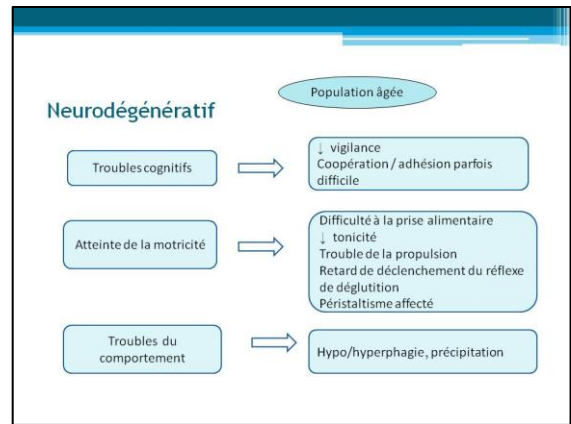 Population âgée
Neurodégénératif
Troubles cognitifs
↓ vigilance
Coopération / adhésion parfois
difficile
Atteinte de la motricité
Difficulté à la prise alimentaire
↓ tonicité
Trouble de la propulsion
Retard de déclenchement du réflexe
de déglutition
Péristaltisme affecté
Troubles du
comportement
Hypo/hyperphagie, précipitation